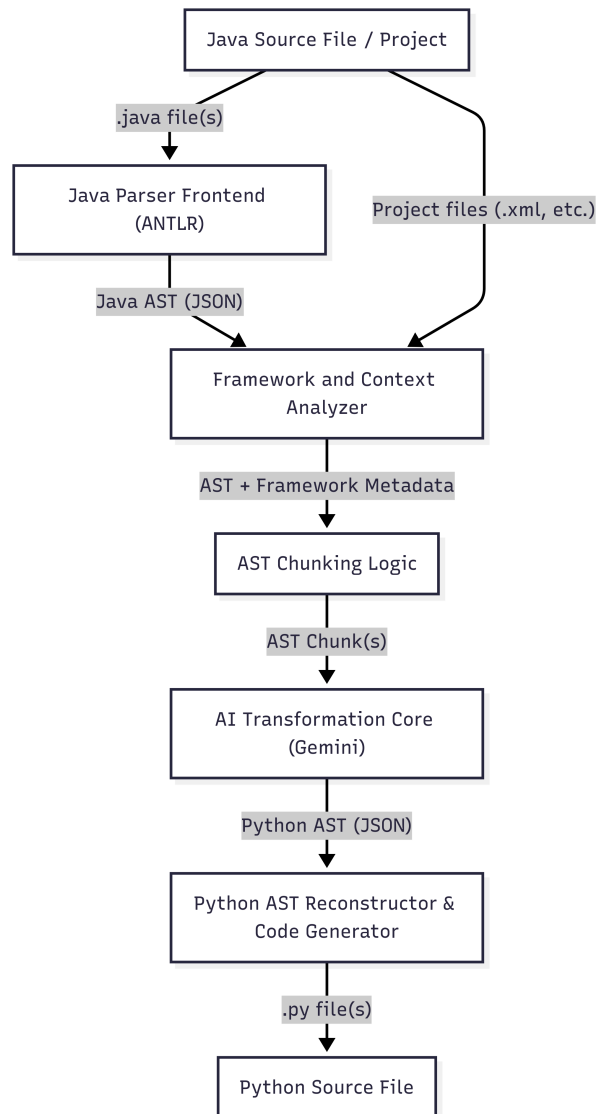 Java Source File / Project
.java file(s)
Java Parser Frontend
(ANTLR)
Project files (.xml, etc.)
Java AST (JSON)
Framework and Context
Analyzer
AST + Framework Metadata
AST Chunking Logic
AST Chunk(s)
AI Transformation Core
(Gemini)
Python AST (JSON)
Python AST Reconstructor &
Code Generator
.py file(s)
Python Source File